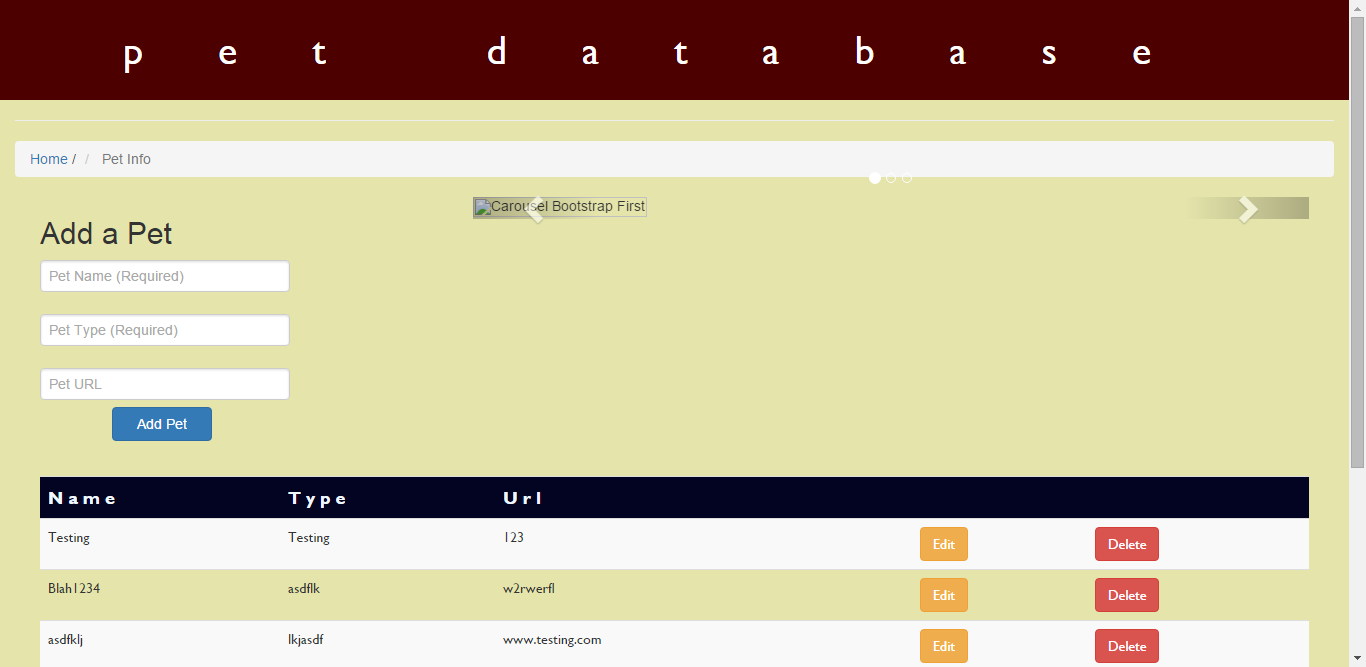 pet database
Home / / Pet Info
Carousel Bootstrap First
Add a Pet
Pet Name (Required)
Pet Type (Required)
Pet URL
Add Pet
Name Type Url
Testing Testing 123 Edit Delete
Blah1234 asdflk w2rwerfl Edit Delete
asdfklj lkjasdf www.testing.com Edit Delete